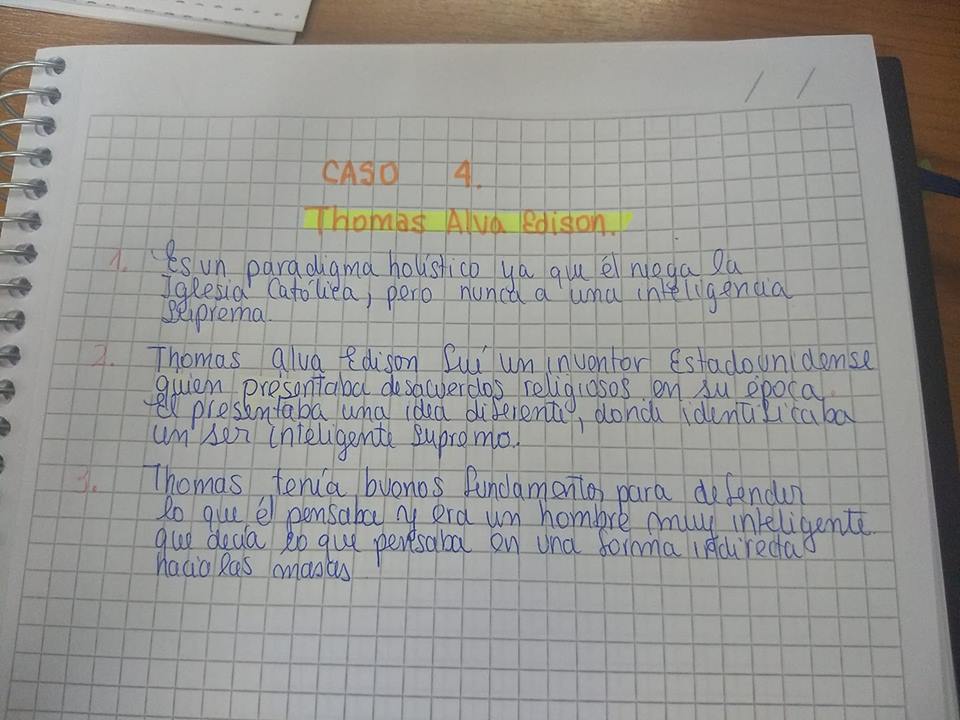 / /
CASO 4.
Thomas Alva Edison.
1. Es un paradigma holístico ya que él niega la
Iglesia Católica, pero nunca a una inteligencia
Suprema.
2. Thomas alva Edison fui un inventor Estadounidense
quien presentaba desacuerdos religiosos en su época
él presentaba una idea diferente, donde identificaba
un ser inteligente supremo.
3. Thomas tenía buenos fundamentos para defender
lo que él pensaba y era un hombre muy inteligente
que decía lo que pensaba en una forma indirecta
hacia las masas